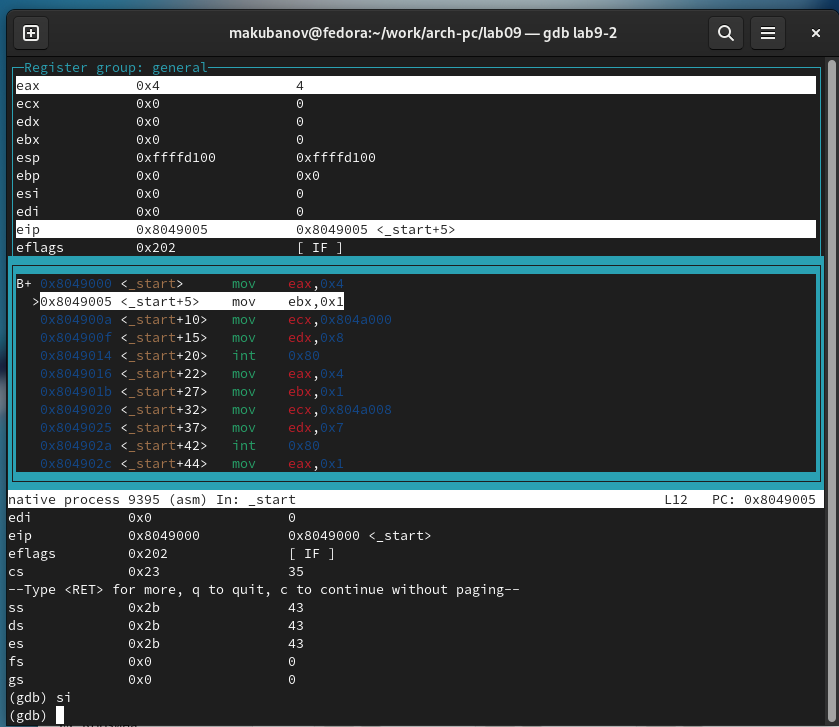 makubanov@fedora:~/work/arch-pc/lab09 — gdb lab9-2
Register group: general
eax 0x4 4
ecx 0x0 0
edx 0x0 0
ebx 0x0 0
esp 0xffffd100 0xffffd100
ebp 0x0 0x0
esi 0x0 0
edi 0x0 0
eip 0x8049005 0x8049005 <_start+5>
eflags 0x202 [ IF ]
B+ 0x8049000 <_start> mov eax,0x4
>0x8049005 <_start+5> mov ebx,0x1
0x804900a <_start+10> mov ecx,0x804a000
0x804900f <_start+15> mov edx,0x8
0x8049014 <_start+20> int 0x80
0x8049016 <_start+22> mov eax,0x4
0x804901b <_start+27> mov ebx,0x1
0x8049020 <_start+32> mov ecx,0x804a008
0x8049025 <_start+37> mov edx,0x7
0x804902a <_start+42> int 0x80
0x804902c <_start+44> mov eax,0x1
native process 9395 (asm) In: _start L12 PC: 0x8049005
edi 0x0 0
eip 0x8049000 0x8049000 <_start>
eflags 0x202 [ IF ]
cs 0x23 35
--Type <RET> for more, q to quit, c to continue without paging--
ss 0x2b 43
ds 0x2b 43
es 0x2b 43
fs 0x0 0
gs 0x0 0
(gdb) si
(gdb)